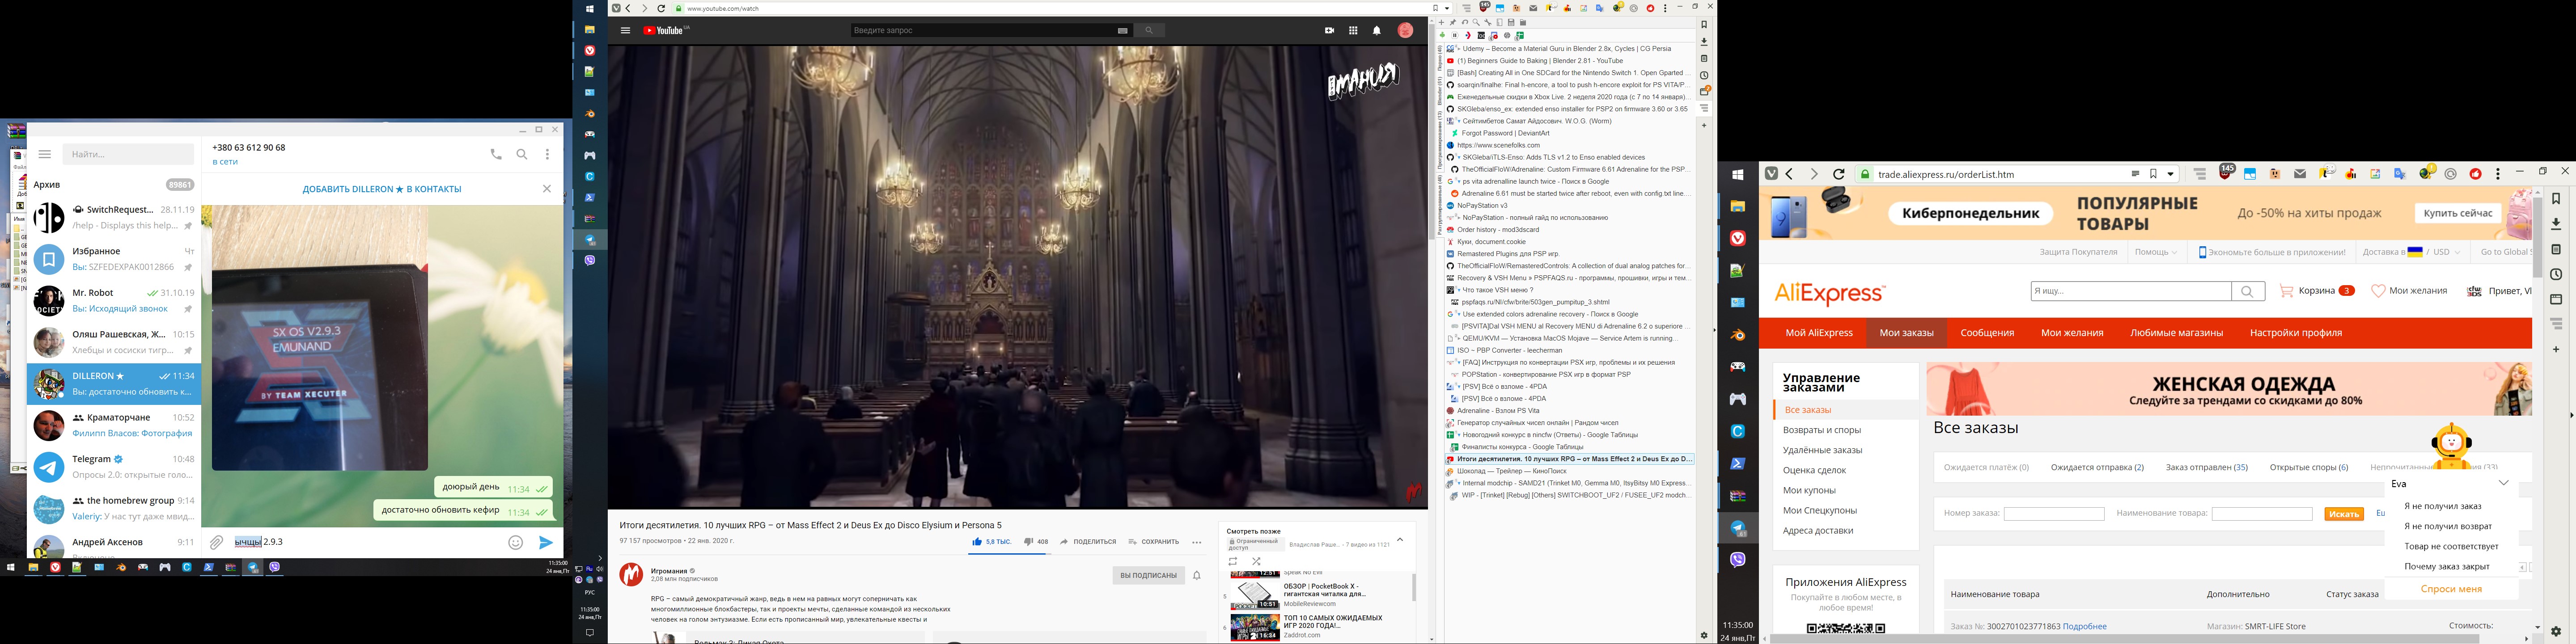 Найти...
Архив
89861
SwitchRequest...
28.11.19
/help - Displays this help...
Избранное
Чт
Вы: SZFEDEXPAK0012866
Mr. Robot
31.10.19
Вы: Исходящий звонок
Оляш Рашевская, Ж...
10:15
Хлебцы и сосиски тигр...
DILLERON ★
11:34
Вы: достаточно обновить к...
Краматорчане
10:52
Филипп Власов: Фотография
Telegram
10:48
Опросы 2.0: открытые голо...
the homebrew group
9:14
Valeriy: У нас тут даже мвид...
Андрей Аксенов
9:11
+380 63 612 90 68
в сети
ДОБАВИТЬ DILLERON ★ В КОНТАКТЫ
SX OS V2.9.3
EMUNAND
BY TEAM XECUTER
доюрый день
11:34
достаточно обновить кефир
11:34
ычщы 2.9.3
11:35:00
24 янв,Пт
РУС
11:35:00
24 янв,Пт
www.youtube.com/watch
145
YouTube
UA
Введите запрос
МАНИЯ
Итоги десятилетия. 10 лучших RPG – от Mass Effect 2 и Deus Ex до Disco Elysium и Persona 5
97 157 просмотров • 22 янв. 2020 г.
5,8 ТЫС.
408
ПОДЕЛИТЬСЯ
СОХРАНИТЬ
Игромания
2,08 млн подписчиков
ВЫ ПОДПИСАНЫ
RPG – самый демократичный жанр, ведь в нем на равных могут соперничать как
многомиллионные блокбастеры, так и проекты мечты, сделанные командой из нескольких
человек на голом энтузиазме. Если есть прописанный мир, увлекательные квесты и
Смотреть позже
Ограниченный доступ
Владислав Раше... - 7 видео из 1121
Speak No Evil
12:51
5
ОБЗОР | PocketBook X -
гигантская читалка для...
MobileReviewcom
10:51
6
ТОП 10 САМЫХ ОЖИДАЕМЫХ
ИГР 2020 ГОДА!...
Zaddrot.com
16:34
Udemy – Become a Material Guru in Blender 2.8x, Cycles | CG Persia
(1) Beginners Guide to Baking | Blender 2.81 - YouTube
[Bash] Creating All in One SDCard for the Nintendo Switch 1. Open Gparted ...
soarqin/finalhe: Final h-encore, a tool to push h-encore exploit for PS VITA/P...
Еженедельные скидки в Xbox Live. 2 неделя 2020 года (с 7 по 14 января)...
SKGleba/enso_ex: extended enso installer for PSP2 on firmware 3.60 or 3.65
Сейтимбетов Самат Айдосович. W.O.G. (Worm)
Forgot Password | DeviantArt
https://www.scenefolks.com
SKGleba/iTLS-Enso: Adds TLS v1.2 to Enso enabled devices
TheOfficialFloW/Adrenaline: Custom Firmware 6.61 Adrenaline for the PSP...
ps vita adrenalline launch twice - Поиск в Google
Adrenaline 6.61 must be started twice after reboot, even with config.txt line...
NoPayStation v3
NoPayStation - полный гайд по использованию
Order history - mod3dscard
Куки, document.cookie
Remastered Plugins для PSP игр.
TheOfficialFloW/RemasteredControls: A collection of dual analog patches for...
Recovery & VSH Menu » PSPFAQS.ru - программы, прошивки, игры и тем...
Что такое VSH меню ?
pspfaqs.ru/NI/cfw/brite/503gen_pumpitup_3.shtml
Use extended colors adrenaline recovery - Поиск в Google
[PSVITA]Dal VSH MENU al Recovery MENU di Adrenaline 6.2 o superiore ...
QEMU/KVM — Установка MacOS Mojave — Service Artem is running...
ISO ~ PBP Converter - leecherman
[FAQ] Инструкция по конвертации PSX игр, проблемы и их решения
POPStation - конвертирование PSX игр в формат PSP
[PSV] Всё о взломе - 4PDA
[PSV] Всё о взломе - 4PDA
Adrenaline - Взлом PS Vita
Генератор случайных чисел онлайн | Рандом чисел
Новогодний конкурс в nincfw (Ответы) - Google Таблицы
Финалисты конкурса - Google Таблицы
Итоги десятилетия. 10 лучших RPG – от Mass Effect 2 и Deus Ex до D...
Шоколад — Трейлер — КиноПоиск
Internal modchip - SAMD21 (Trinket M0, Gemma M0, ItsyBitsy M0 Express...
WIP - [Trinket] [Rebug] [Others] SWITCHBOOT_UF2 / FUSEE_UF2 modch...
trade.aliexpress.ru/orderList.htm
145
Киберпонедельник
ПОПУЛЯРНЫЕ
ТОВАРЫ
До -50% на хиты продаж
Купить сейчас
Защита Покупателя
Помощь
Экономьте больше в приложении!
Доставка в / USD
Go to Global S
AliExpress
Я ищу...
Корзина 3
Мои желания
Привет, Vl
Мой AliExpress
Мои заказы
Сообщения
Мои желания
Любимые магазины
Настройки профиля
Управление
заказами
Все заказы
Возвраты и споры
Удалённые заказы
Оценка сделок
Мои купоны
Мои Спецкупоны
Адреса доставки
Приложения AliExpress
Покупайте в любом месте, в
любое время!
ЖЕНСКАЯ ОДЕЖДА
Следуйте за трендами со скидками до 80%
Все заказы
Ожидается платёж (0)
Ожидается отправка (2)
Заказ отправлен (35)
Открытые споры (6)
Номер заказа:
Наименование товара:
Искать
Eva
Я не получил заказ
Я не получил возврат
Товар не соответствует
Почему заказ закрыт
Спроси меня
Наименование товара
Дополнительно
Статус заказа
Заказ №: 3002701023771863 Подробнее
Магазин: SMRT-LIFE Store
Стоимость:
11:35:00
24 янв,Пт